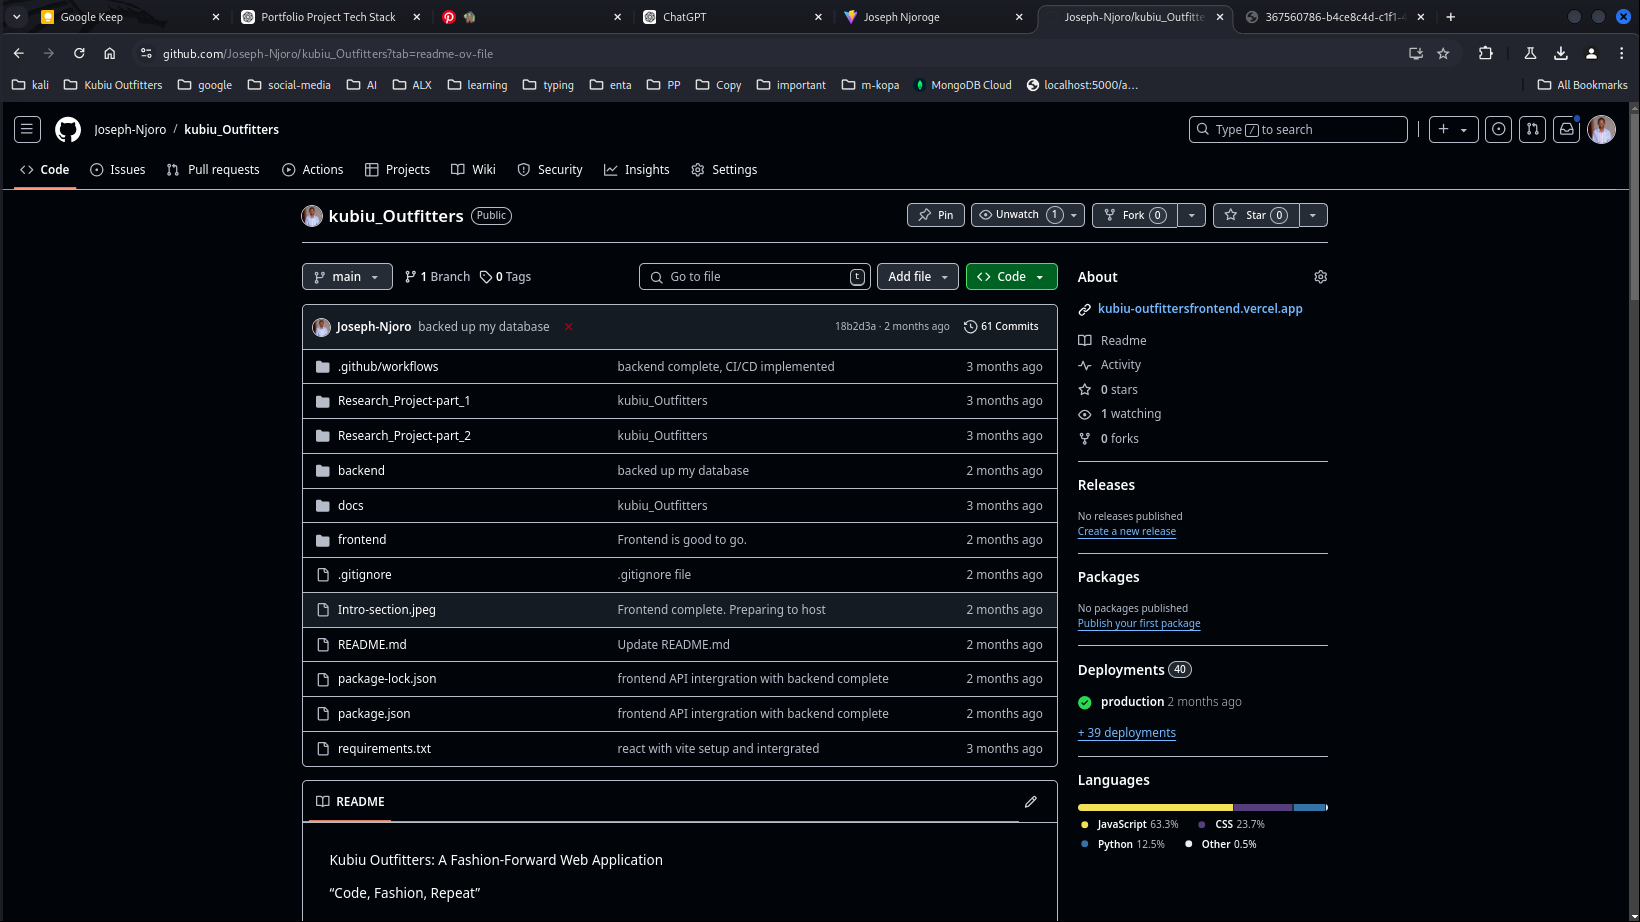 Google Keep
Portfolio Project Tech Stack
ChatGPT
Joseph Njoroge
Joseph-Njoro/kubiu_Outfitte
367560786-b4ce8c4d-c1f1-4
github.com/Joseph-Njoro/kubiu_Outfitters?tab=readme-ov-file
kali
Kubiu Outfitters
google
social-media
AI
ALX
learning
typing
enta
PP
Copy
important
m-kopa
MongoDB Cloud
localhost:5000/a...
All Bookmarks
Joseph-Njoro / kubiu_Outfitters
Type / to search
Code
Issues
Pull requests
Actions
Projects
Wiki
Security
Insights
Settings
kubiu_Outfitters Public
Pin
Unwatch 1
Fork 0
Star 0
main
1 Branch
0 Tags
Go to file t
Add file
Code
Joseph-Njoro backed up my database 18b2d3a · 2 months ago 61 Commits
.github/workflows backend complete, CI/CD implemented 3 months ago
Research_Project-part_1 kubiu_Outfitters 3 months ago
Research_Project-part_2 kubiu_Outfitters 3 months ago
backend backed up my database 2 months ago
docs kubiu_Outfitters 3 months ago
frontend Frontend is good to go. 2 months ago
.gitignore .gitignore file 2 months ago
Intro-section.jpeg Frontend complete. Preparing to host 2 months ago
README.md Update README.md 2 months ago
package-lock.json frontend API intergration with backend complete 2 months ago
package.json frontend API intergration with backend complete 2 months ago
requirements.txt react with vite setup and intergrated 3 months ago
README
Kubiu Outfitters: A Fashion-Forward Web Application
“Code, Fashion, Repeat”
About
kubiu-outfittersfrontend.vercel.app
Readme
Activity
0 stars
1 watching
0 forks
Releases
No releases published
Create a new release
Packages
No packages published
Publish your first package
Deployments 40
production 2 months ago
+ 39 deployments
Languages
JavaScript 63.3% CSS 23.7%
Python 12.5% Other 0.5%